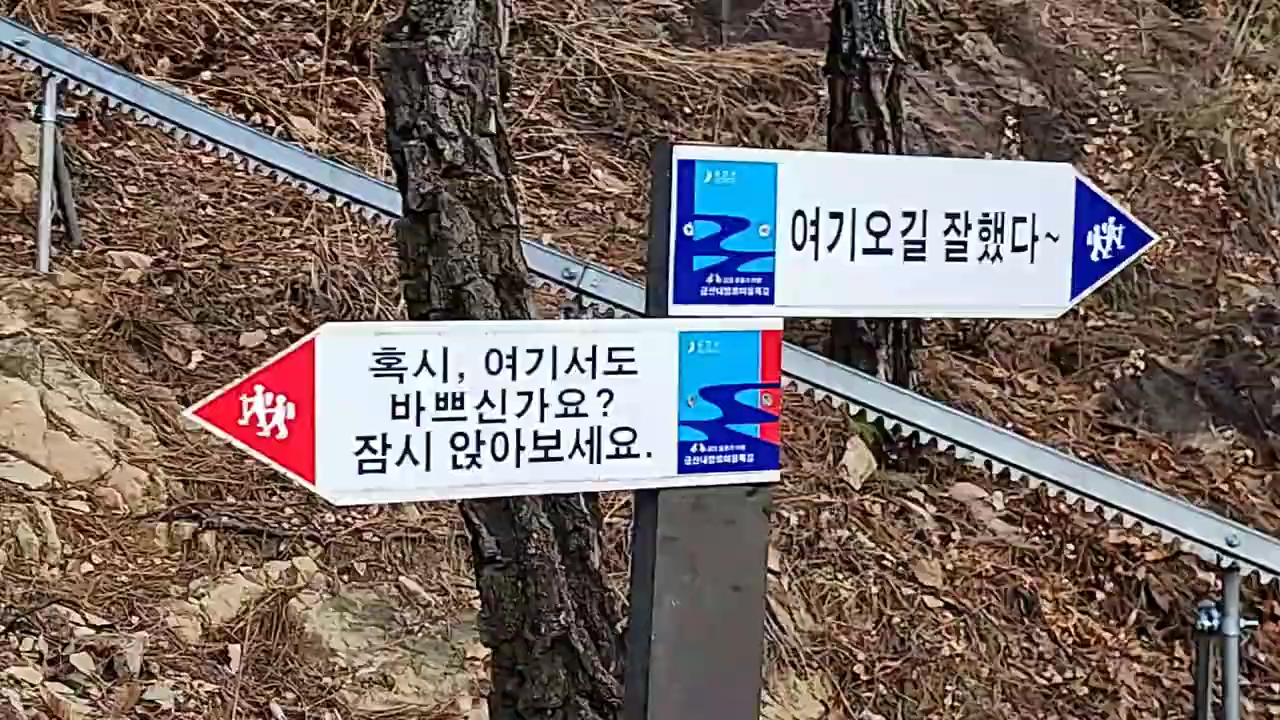 여기오길 잘했다~
혹시, 여기서도
바쁘신가요?
잠시 앉아보세요.